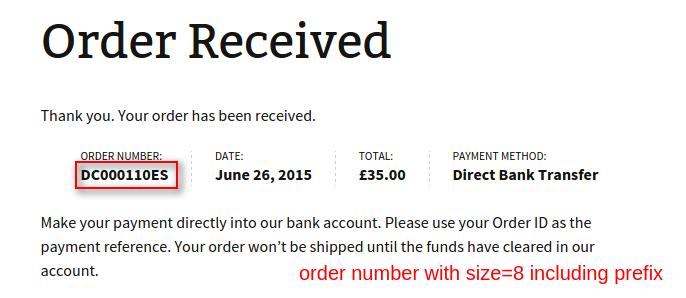 Order Received
Thank you. Your order has been received.
ORDER NUMBER: DATE: TOTAL: PAYMENT METHOD:
DC000110ES June 26, 2015 £35.00 Direct Bank Transfer
Make your payment directly into our bank account. Please use your Order ID as the
payment reference. Your order won’t be shipped until the funds have cleared in our
account.
order number with size=8 including prefix